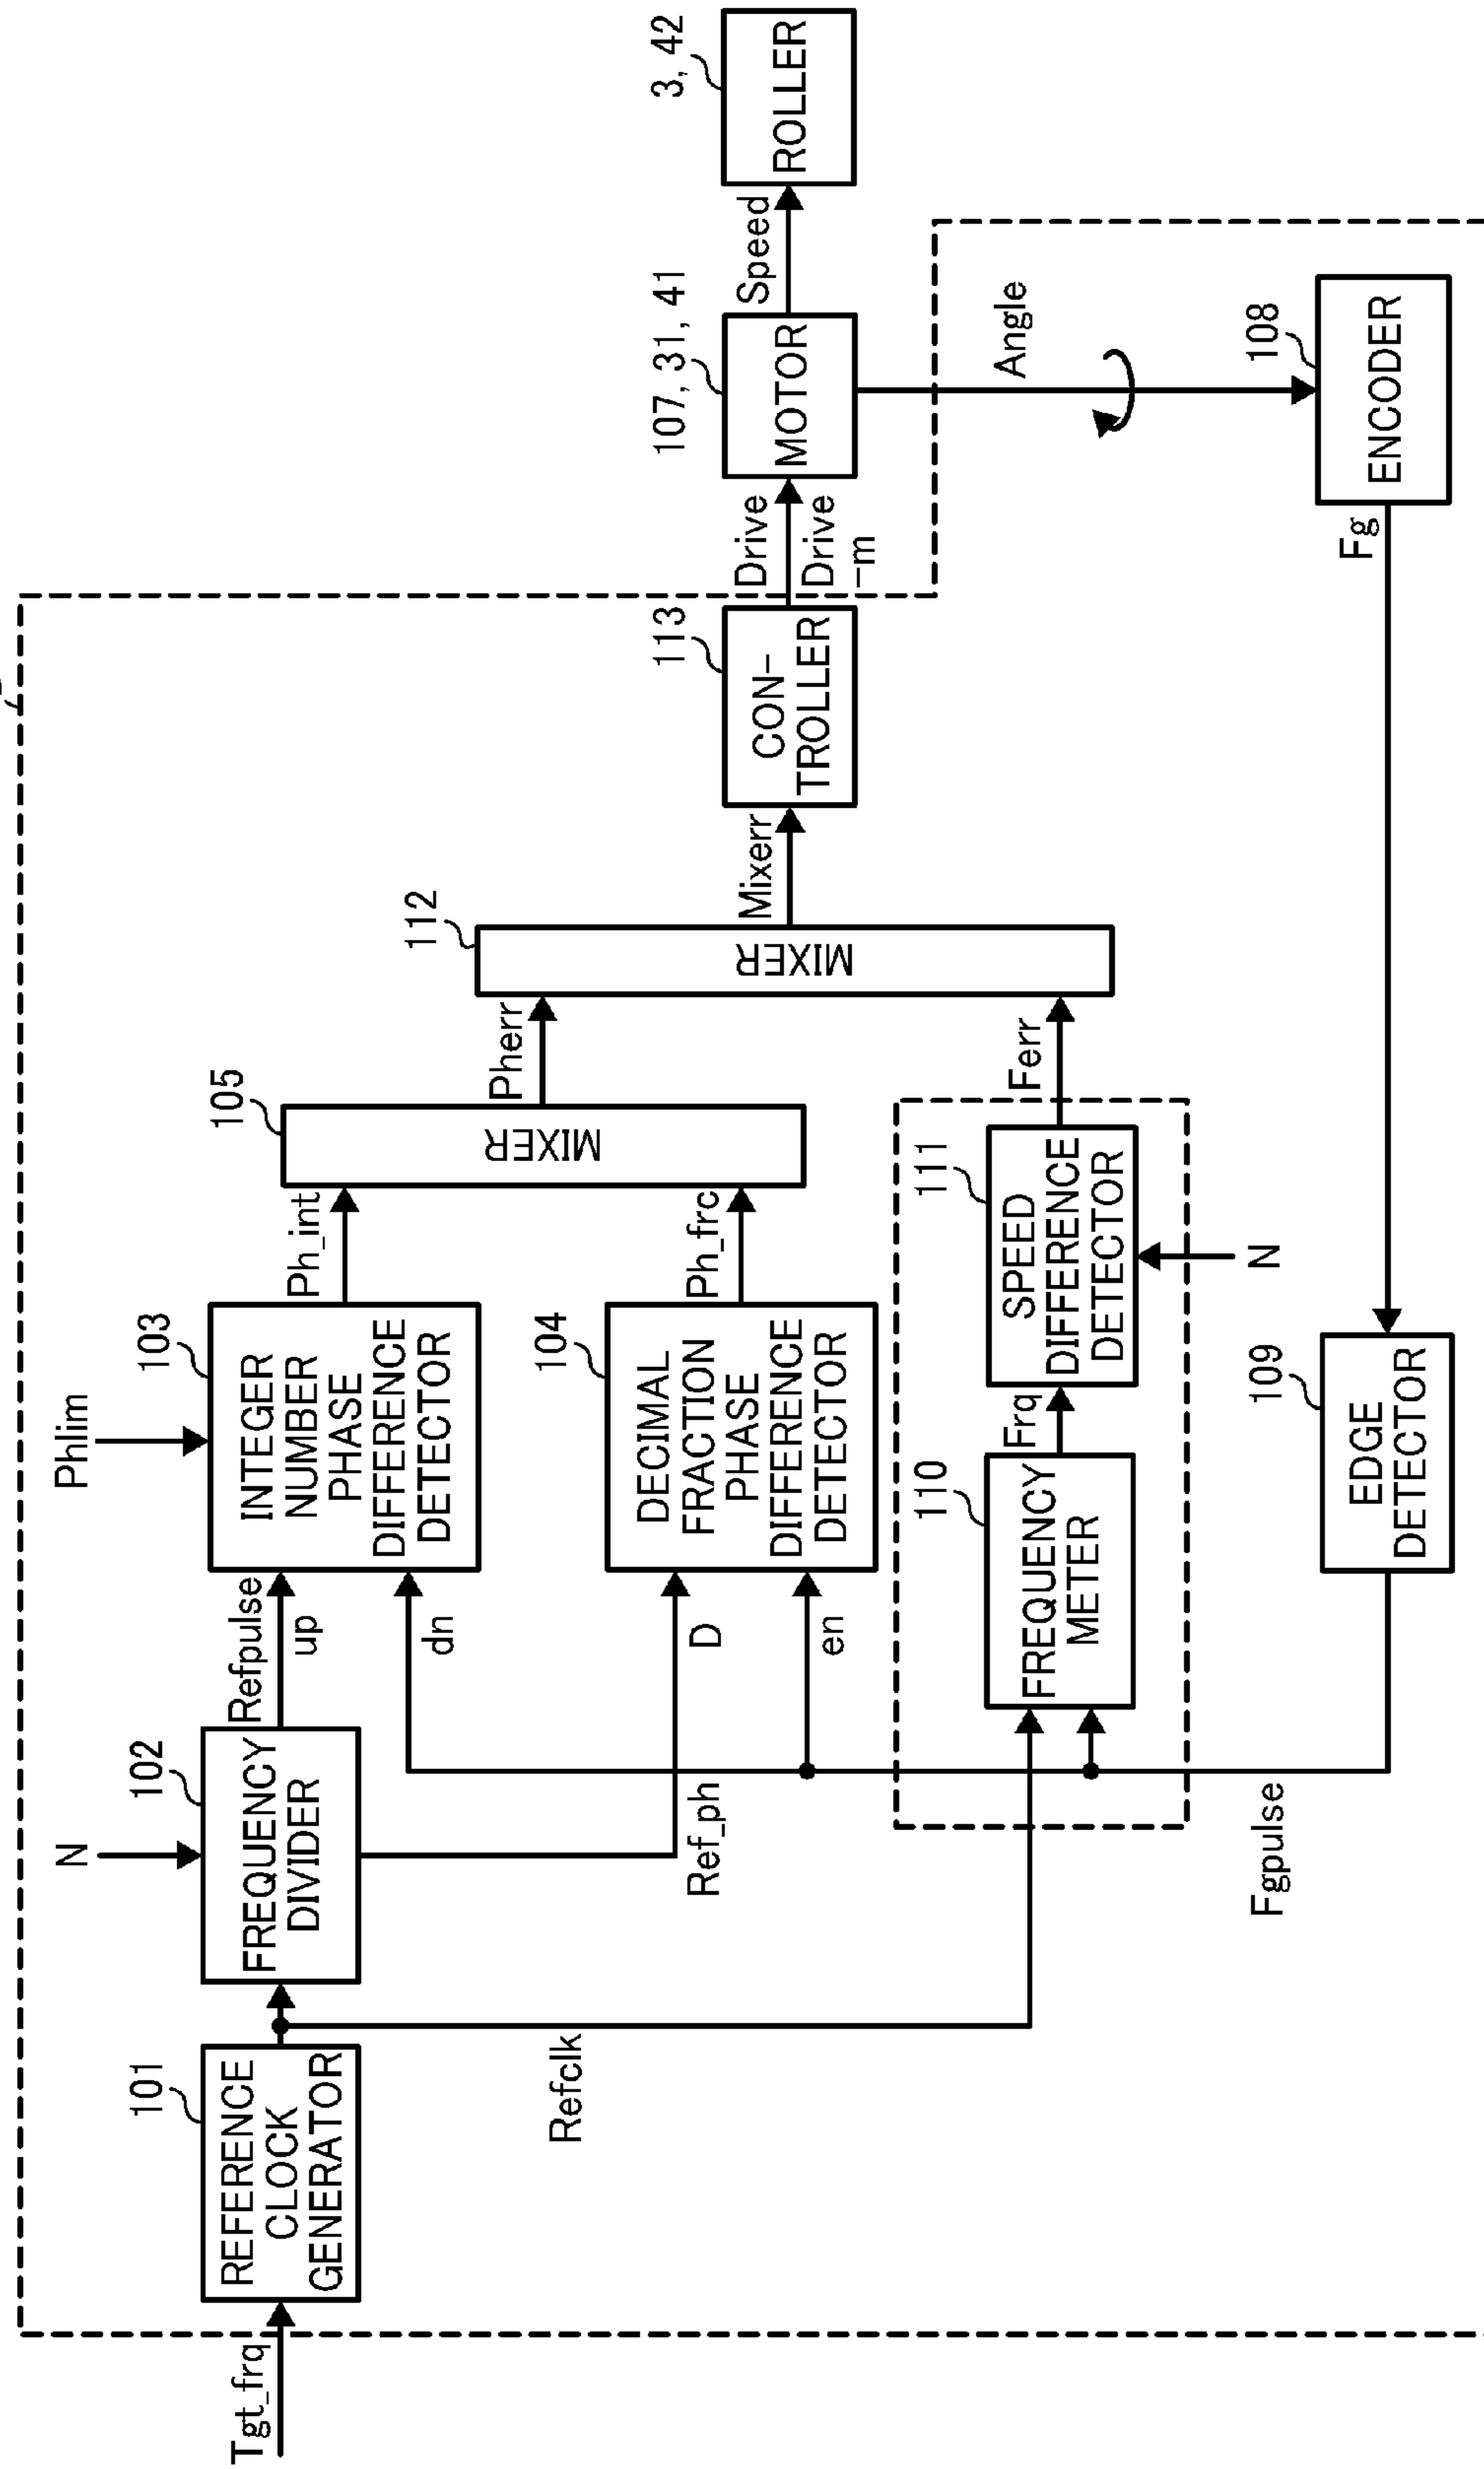 Tgt_frq
101
REFERENCE
CLOCK
GENERATOR
Refclk
N
102
FREQUENCY
DIVIDER
Refpulse
up
dn
Ref_ph
D
en
Phlim
103
INTEGER
NUMBER
PHASE
DIFFERENCE
DETECTOR
104
DECIMAL
FRACTION
PHASE
DIFFERENCE
DETECTOR
Ph_int
Ph_frc
105
MIXER
Pherr
110
FREQUENCY
METER
Frq
111
SPEED
DIFFERENCE
DETECTOR
N
Ferr
112
MIXER
Mixerr
113
CON-
TROLLER
Drive
Drive
-m
107, 31, 41
MOTOR
Speed
3, 42
ROLLER
Angle
108
ENCODER
Fg
109
EDGE
DETECTOR
Fgpulse